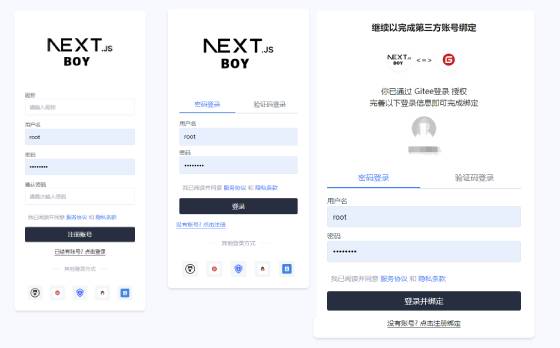 NEXT.JS
BOY
昵称
请输入昵称
用户名
root
密码
••••••••
确认密码
请输入密码
我已阅读并同意 服务协议 和 隐私条款
注册账号
已经有账号？点击登录
其他登录方式
NEXT.JS
BOY
密码登录 验证码登录
用户名
root
密码
••••••••
我已阅读并同意 服务协议 和 隐私条款
登录
没有账号？点击注册
其他登录方式
继续以完成第三方账号绑定
NEXT.JS
BOY
<=>
G
你已通过 Gitee登录 授权
完善以下登录信息即可完成绑定
密码登录 验证码登录
用户名
root
密码
••••••••
我已阅读并同意 服务协议 和 隐私条款
登录并绑定
没有账号？点击注册绑定